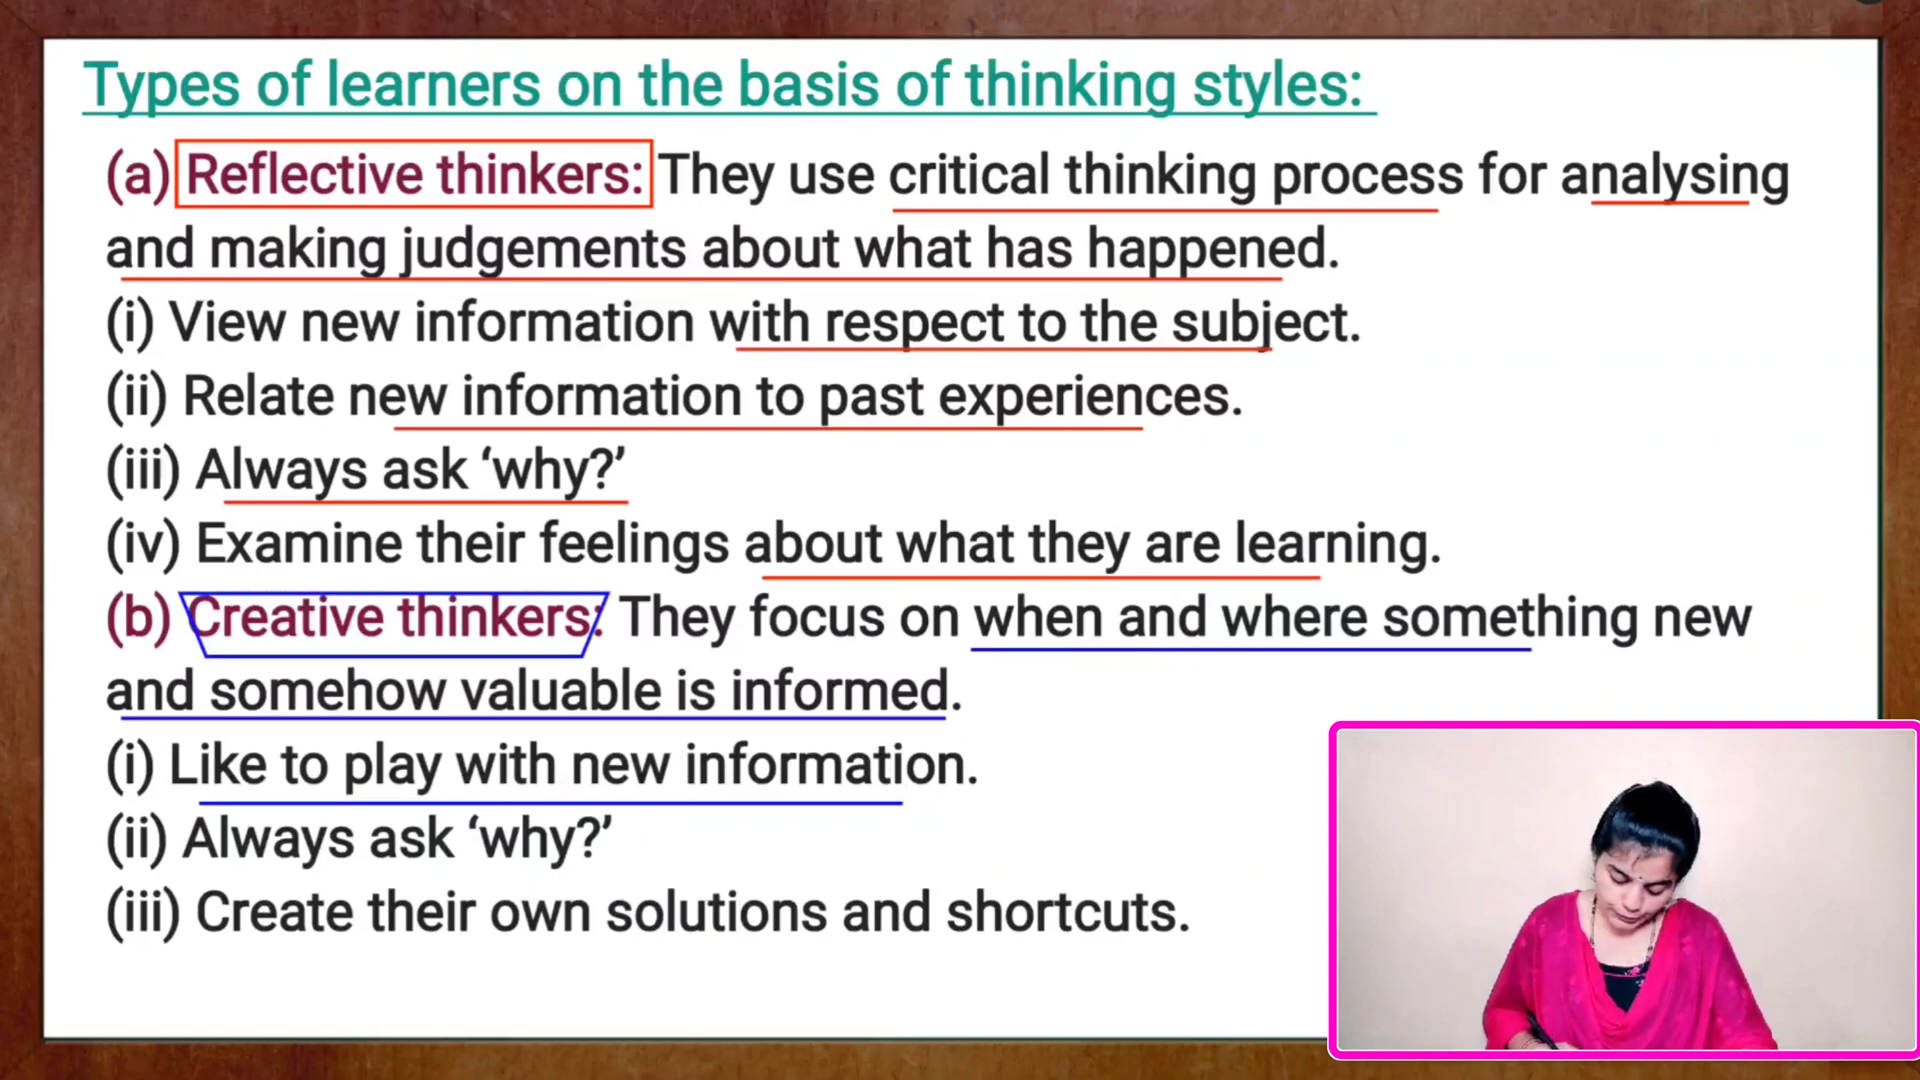 Types of learners on the basis of thinking styles:
(a) Reflective thinkers: They use critical thinking process for analysing
and making judgements about what has happened.
(i) View new information with respect to the subject.
(ii) Relate new information to past experiences.
(iii) Always ask ‘why?’
(iv) Examine their feelings about what they are learning.
(b) Creative thinkers: They focus on when and where something new
and somehow valuable is informed.
(i) Like to play with new information.
(ii) Always ask ‘why?’
(iii) Create their own solutions and shortcuts.